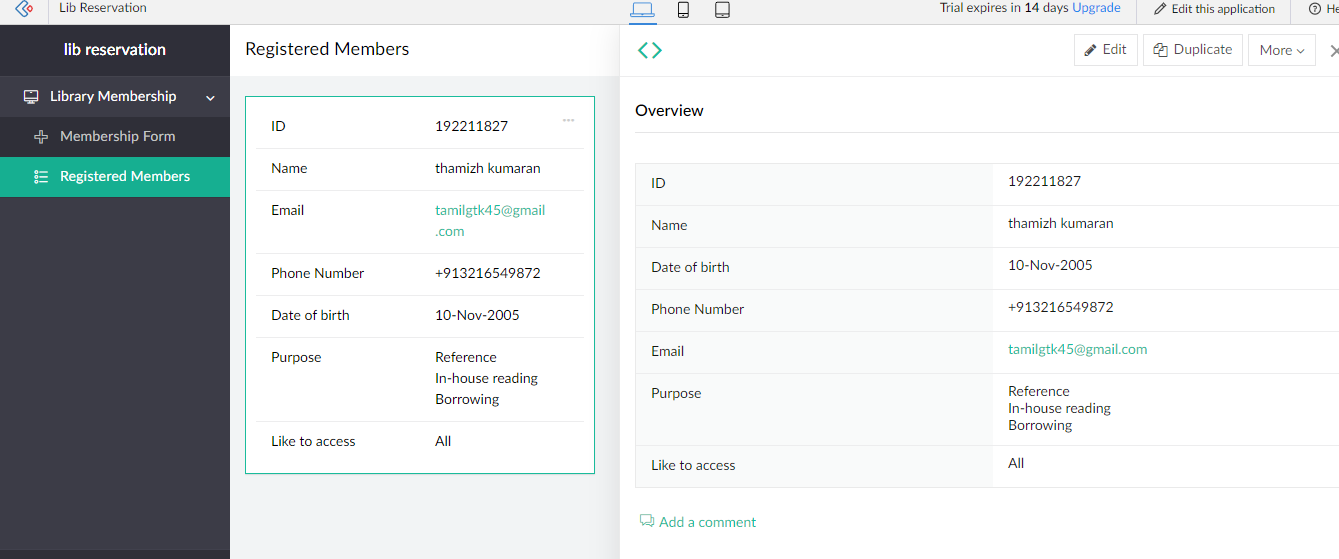 Lib Reservation
Trial expires in 14 days Upgrade
Edit this application
He
lib reservation
Library Membership
Membership Form
Registered Members
Registered Members
ID 192211827
Name thamizh kumaran
Email tamilgtk45@gmail
.com
Phone Number +913216549872
Date of birth 10-Nov-2005
Purpose Reference
In-house reading
Borrowing
Like to access All
Edit
Duplicate
More
Overview
ID 192211827
Name thamizh kumaran
Date of birth 10-Nov-2005
Phone Number +913216549872
Email tamilgtk45@gmail.com
Purpose Reference
In-house reading
Borrowing
Like to access All
Add a comment